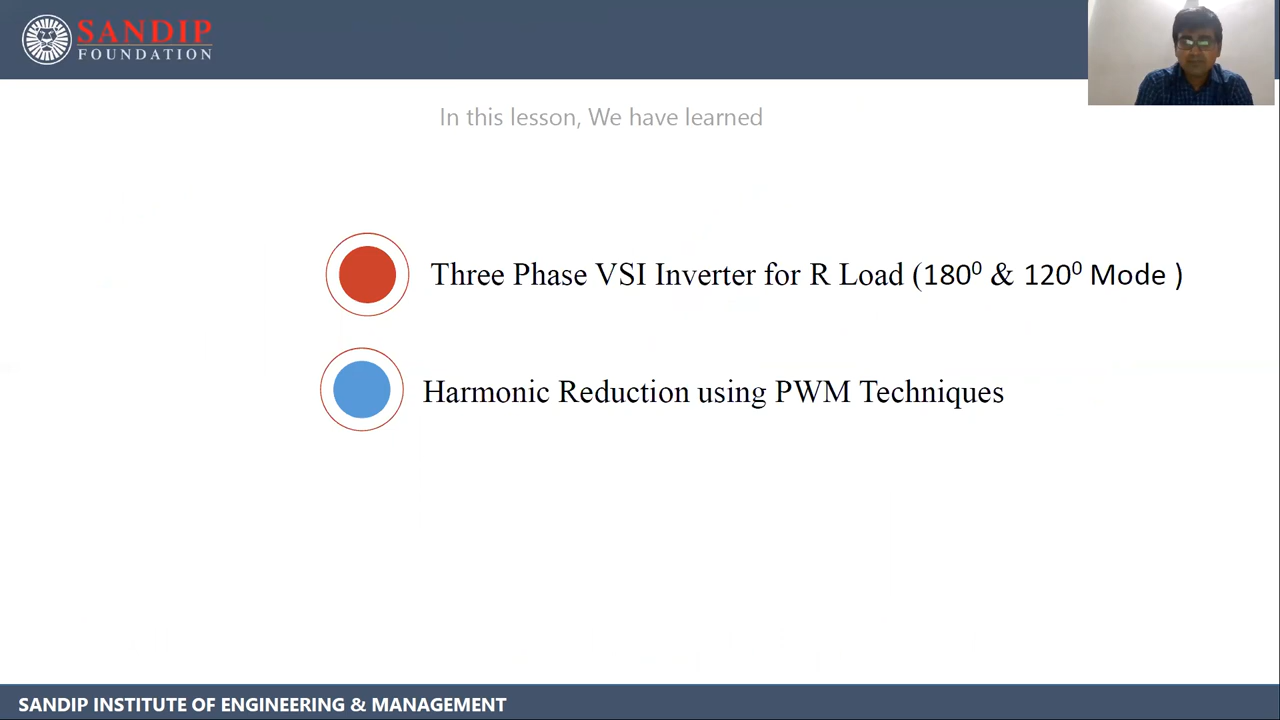 SANDIP
FOUNDATION
In this lesson, We have learned
Three Phase VSI Inverter for R Load (180⁰ & 120⁰ Mode )
Harmonic Reduction using PWM Techniques
SANDIP INSTITUTE OF ENGINEERING & MANAGEMENT